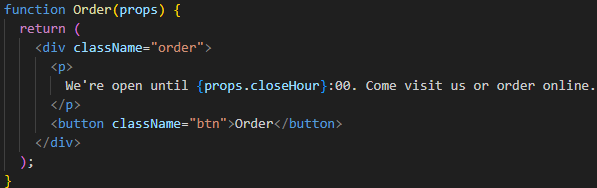 function Order(props) {
  return (
    <div className="order">
      <p>
        We're open until {props.closeHour}:00. Come visit us or order online.
      </p>
      <button className="btn">Order</button>
    </div>
  );
}